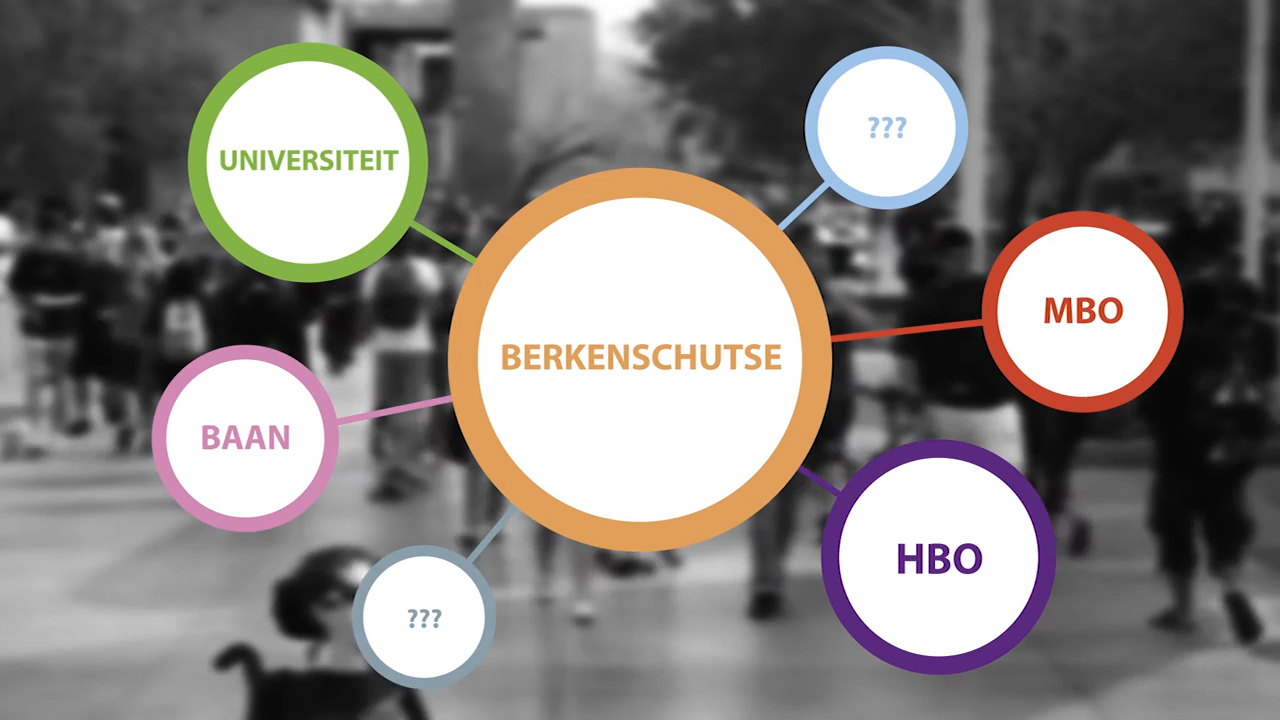 UNIVERSITEIT
???
MBO
BERKENSCHUTSE
BAAN
HBO
???